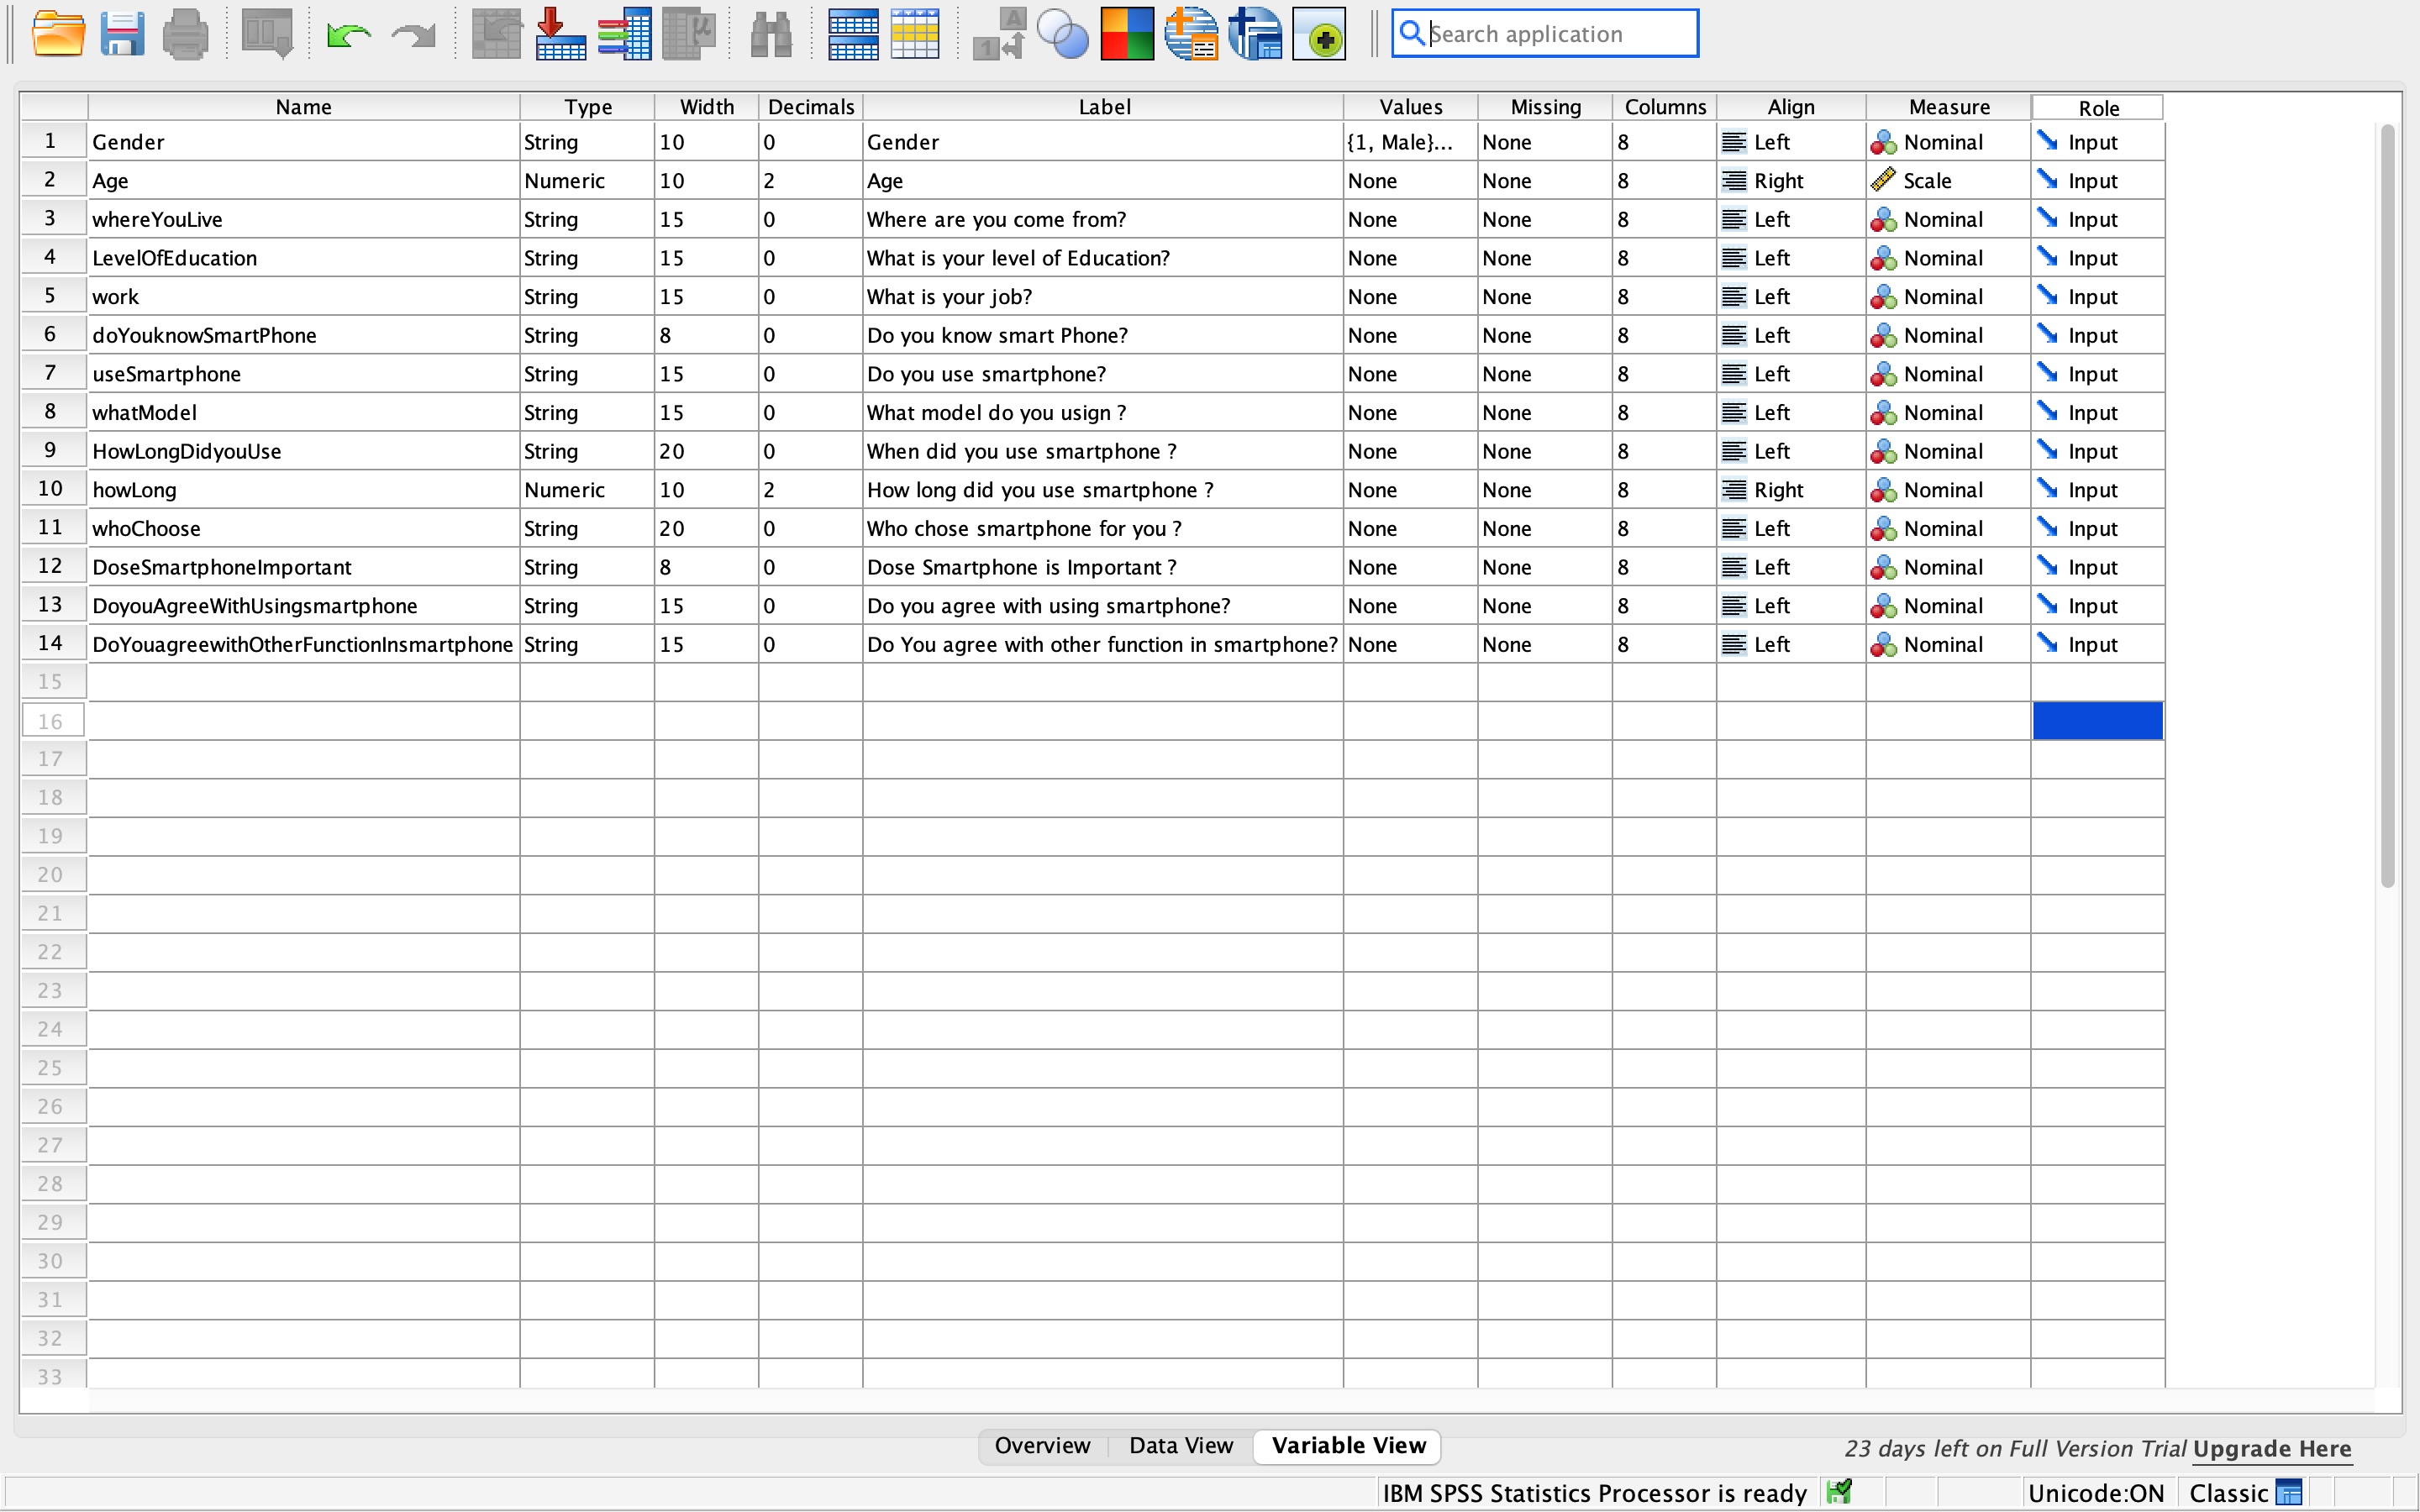 Search application
Name Type Width Decimals Label Values Missing Columns Align Measure Role
1 Gender String 10 0 Gender {1, Male}... None 8 Left Nominal Input
2 Age Numeric 10 2 Age None None 8 Right Scale Input
3 whereYouLive String 15 0 Where are you come from? None None 8 Left Nominal Input
4 LevelOfEducation String 15 0 What is your level of Education? None None 8 Left Nominal Input
5 work String 15 0 What is your job? None None 8 Left Nominal Input
6 doYouknowSmartPhone String 8 0 Do you know smart Phone? None None 8 Left Nominal Input
7 useSmartphone String 15 0 Do you use smartphone? None None 8 Left Nominal Input
8 whatModel String 15 0 What model do you usign ? None None 8 Left Nominal Input
9 HowLongDidyouUse String 20 0 When did you use smartphone ? None None 8 Left Nominal Input
10 howLong Numeric 10 2 How long did you use smartphone ? None None 8 Right Nominal Input
11 whoChoose String 20 0 Who chose smartphone for you ? None None 8 Left Nominal Input
12 DoseSmartphoneImportant String 8 0 Dose Smartphone is Important ? None None 8 Left Nominal Input
13 DoyouAgreeWithUsingsmartphone String 15 0 Do you agree with using smartphone? None None 8 Left Nominal Input
14 DoYouagreewithOtherFunctionInsmartphone String 15 0 Do You agree with other function in smartphone? None None 8 Left Nominal Input
15
16
17
18
19
20
21
22
23
24
25
26
27
28
29
30
31
32
33
Overview Data View Variable View 23 days left on Full Version Trial Upgrade Here
IBM SPSS Statistics Processor is ready Unicode:ON Classic